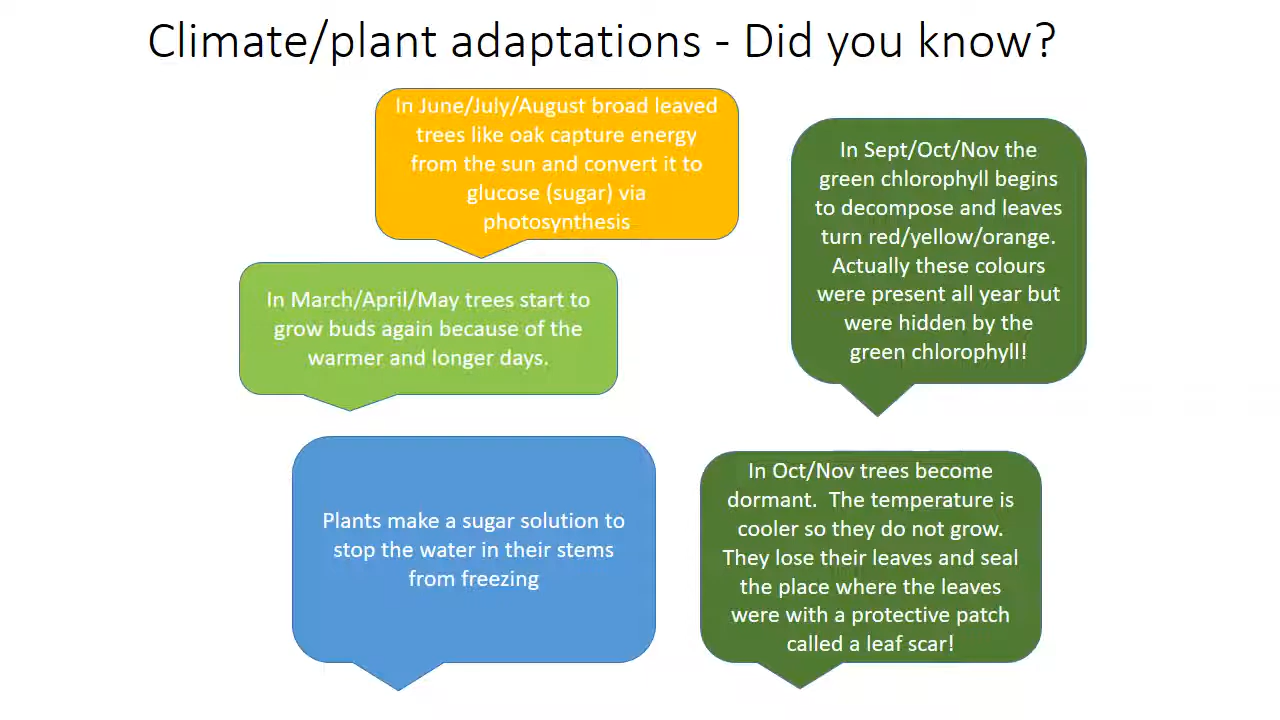 Climate/plant adaptations - Did you know?
In June/July/August broad leaved
trees like oak capture energy
from the sun and convert it to
glucose (sugar) via
photosynthesis
In Sept/Oct/Nov the
green chlorophyll begins
to decompose and leaves
turn red/yellow/orange.
Actually these colours
were present all year but
were hidden by the
green chlorophyll!
In March/April/May trees start to
grow buds again because of the
warmer and longer days.
Plants make a sugar solution to
stop the water in their stems
from freezing
In Oct/Nov trees become
dormant.  The temperature is
cooler so they do not grow.
They lose their leaves and seal
the place where the leaves
were with a protective patch
called a leaf scar!